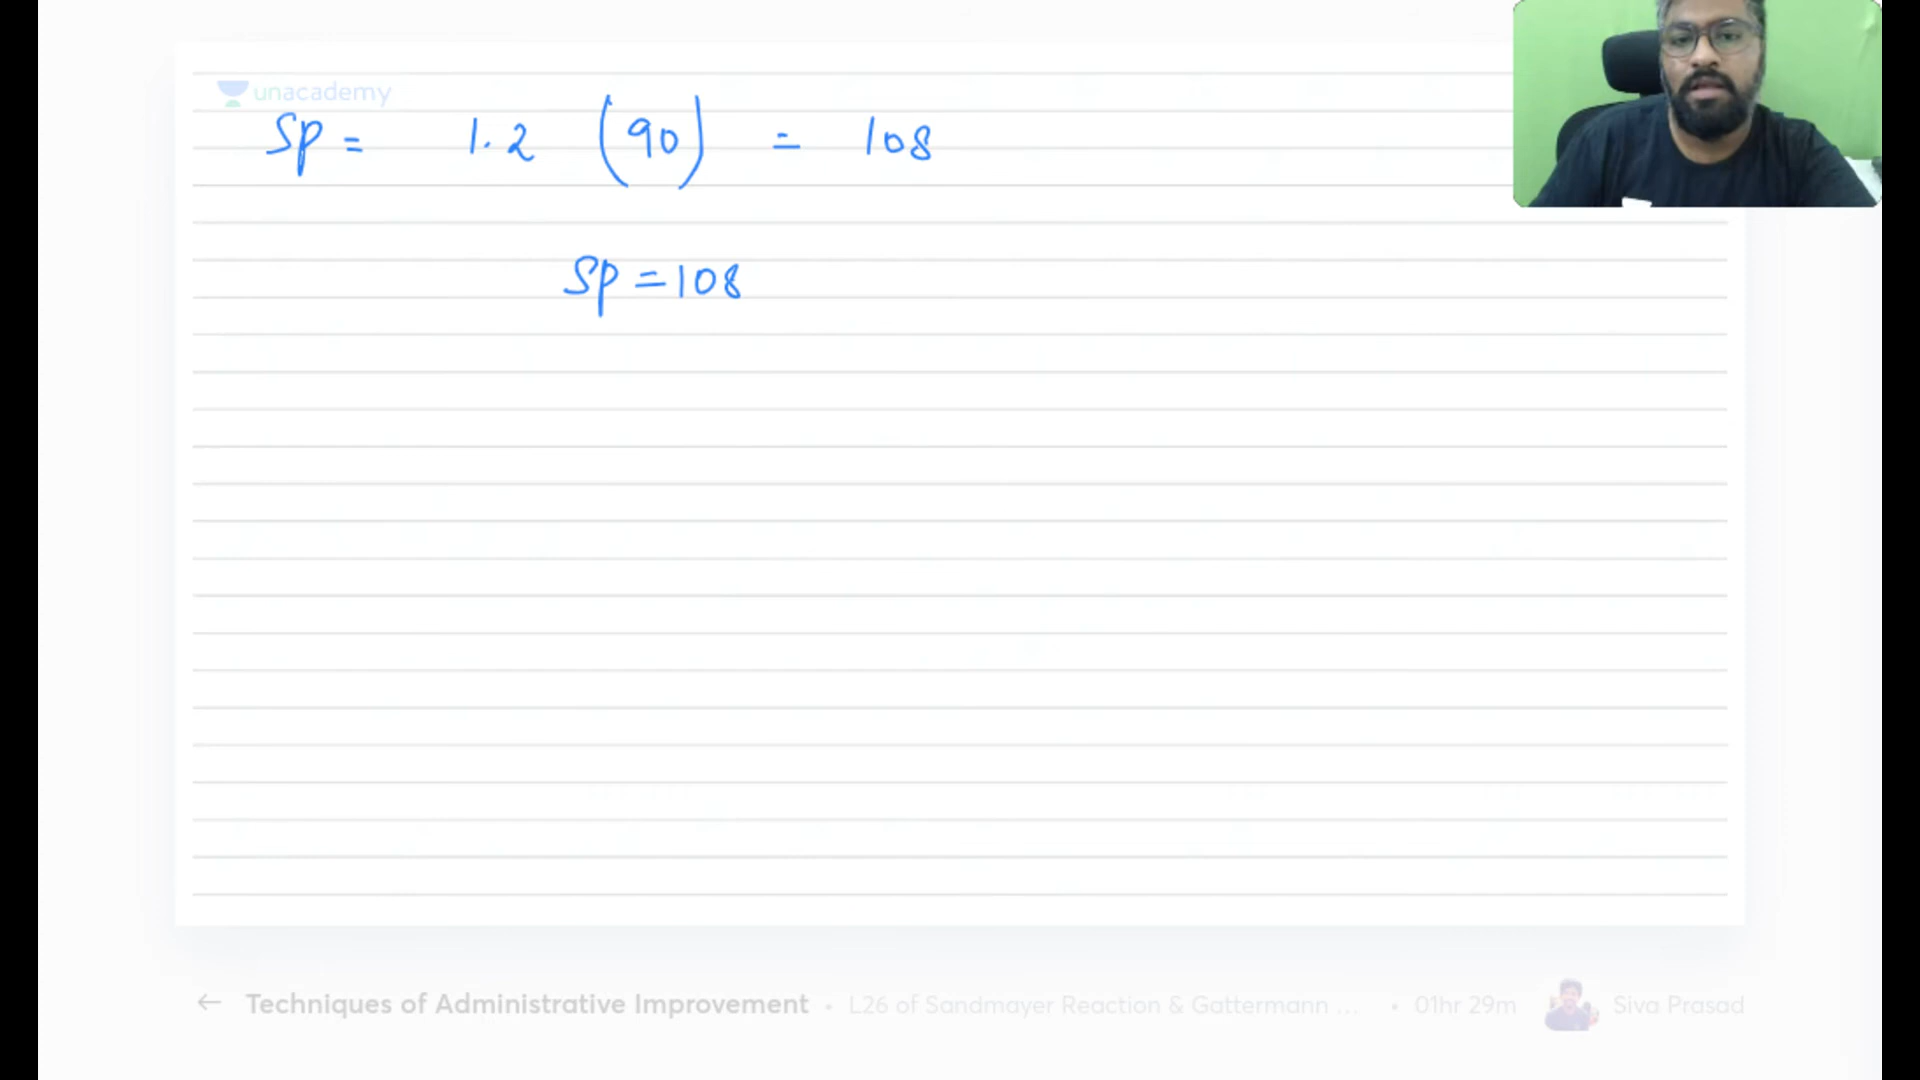 unacademy
Sp = 1.2 (90) = 108
Sp = 108
← Techniques of Administrative Improvement • L26 of Sandmayer Reaction & Gattermann ... • 01hr 29m Siva Prasad